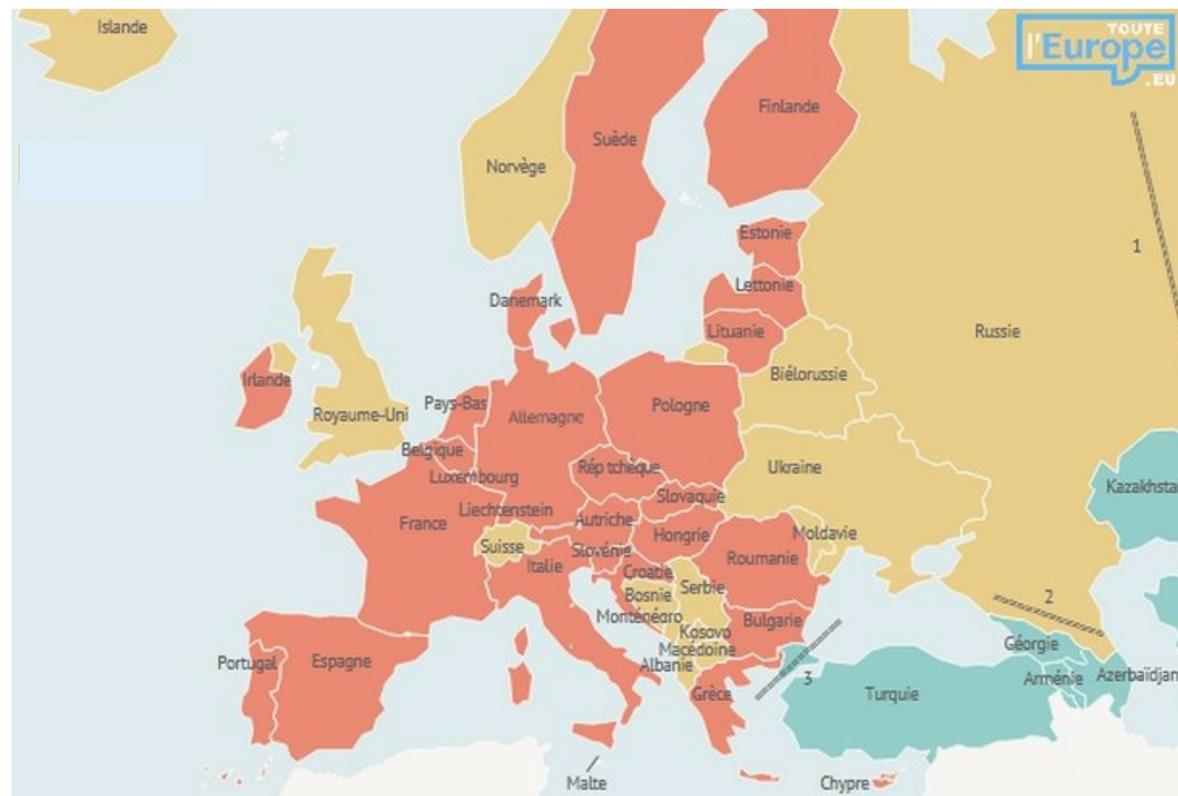 Islande
TOUTE
l'Europe
.EU
Finlande
Suède
Norvège
Estonie
1
Lettonie
Danemark
Lituanie
Russie
Biélorussie
Irlande
Pays-Bas
Pologne
Royaume-Uni
Allemagne
Belgique
Rép tchèque
Ukraine
Luxembourg
Slovaquie
Kazakhsta
Liechtenstein
France
Autriche
Hongrie
Moldavie
Suisse
Slovénie
Italie
Roumanie
Croatie
Serbie
Bosnie
2
Monténégro
Bulgarie
Kosovo
Géorgie
Macédoine
Portugal
Espagne
Albanie
3
Arménie
Azerbaïdjan
Grèce
Turquie
Malte
Chypre